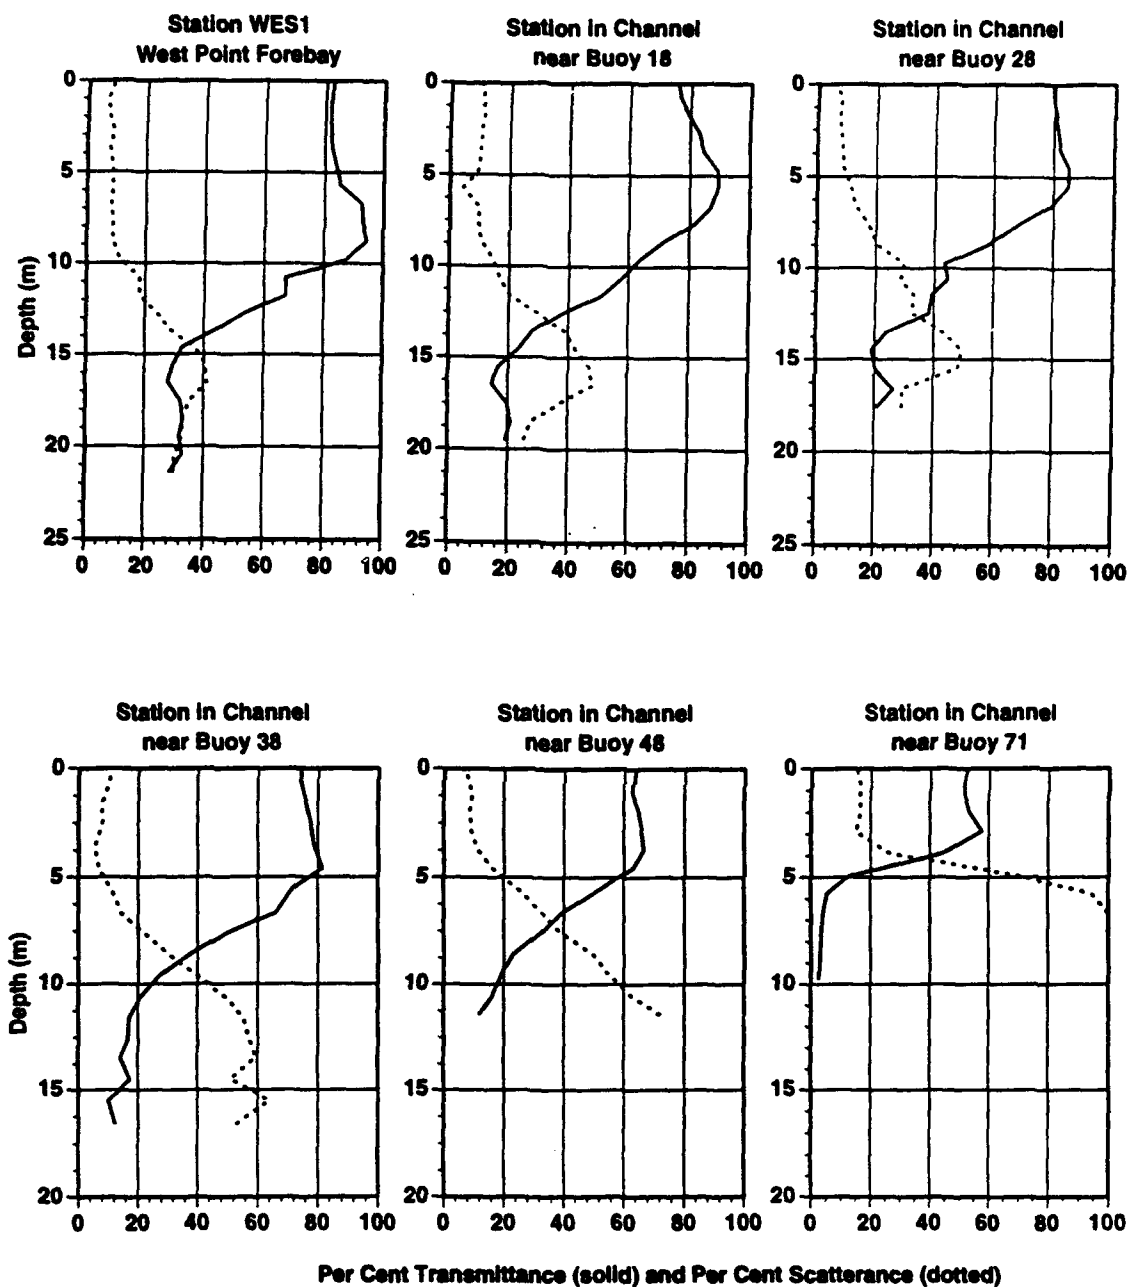 Station WES1
West Point Forebay
Station in Channel
near Buoy 18
Station in Channel
near Buoy 28
0
5
10
15
20
25
Depth (m)
0 20 40 60 80 100
0
5
10
15
20
25
0 20 40 60 80 100
0
5
10
15
20
25
0 20 40 60 80 100
Station in Channel
near Buoy 38
Station in Channel
near Buoy 48
Station in Channel
near Buoy 71
0
5
10
15
20
Depth (m)
0 20 40 60 80 100
0
5
10
15
20
0 20 40 60 80 100
0
5
10
15
20
0 20 40 60 80 100
Per Cent Transmittance (solid) and Per Cent Scatterance (dotted)